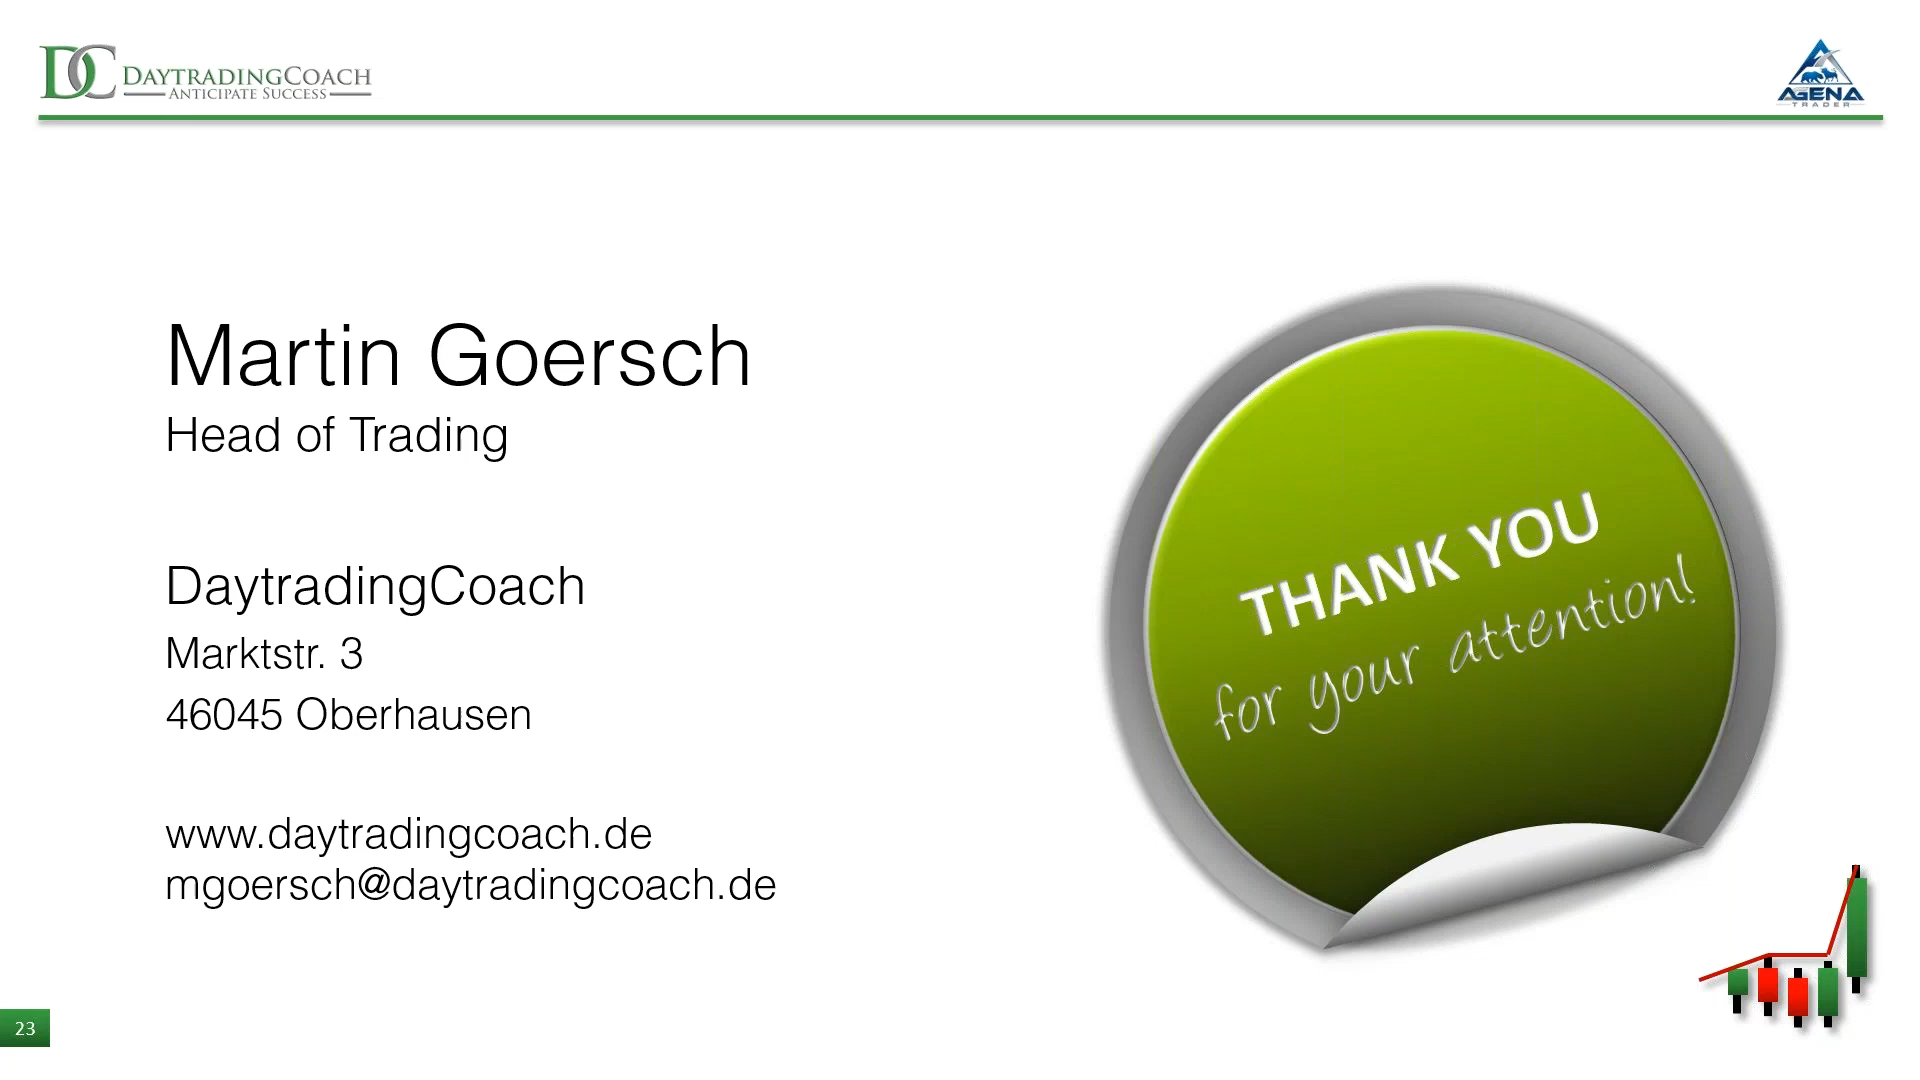 DC DAYTRADINGCOACH
ANTICIPATE SUCCESS
AGENA
TRADER
Martin Goersch
Head of Trading
DaytradingCoach
Marktstr. 3
46045 Oberhausen
www.daytradingcoach.de
mgoersch@daytradingcoach.de
THANK YOU
for your attention!
23